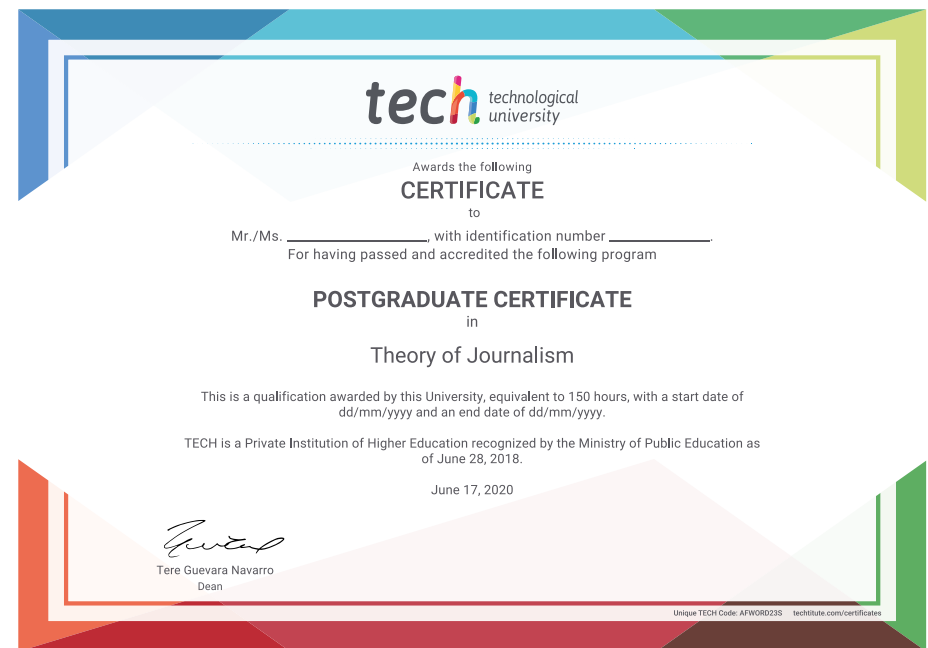 tech technological
university
Awards the following
CERTIFICATE
to
Mr./Ms. ____________________, with identification number ______________.
For having passed and accredited the following program
POSTGRADUATE CERTIFICATE
in
Theory of Journalism
This is a qualification awarded by this University, equivalent to 150 hours, with a start date of
dd/mm/yyyy and an end date of dd/mm/yyyy.
TECH is a Private Institution of Higher Education recognized by the Ministry of Public Education as
of June 28, 2018.
June 17, 2020
Tere Guevara Navarro
Dean
Unique TECH Code: AFWORD23S techtitute.com/certificates